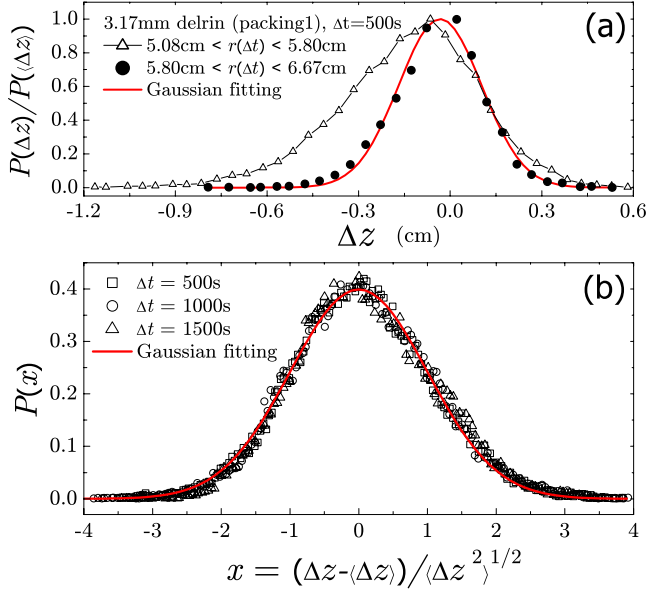 (a)
3.17mm delrin (packing1), Δt=500s
5.08cm < r(Δt) < 5.80cm
5.80cm < r(Δt) < 6.67cm
Gaussian fitting
P(Δz)/P(⟨Δz⟩)
1.0
0.8
0.6
0.4
0.2
0.0
-1.2 -0.9 -0.6 -0.3 0.0 0.3 0.6
Δz (cm)
(b)
Δt = 500s
Δt = 1000s
Δt = 1500s
Gaussian fitting
P(x)
0.4
0.3
0.2
0.1
0.0
-4 -3 -2 -1 0 1 2 3 4
x = (Δz-⟨Δz⟩)/⟨Δz²⟩^1/2